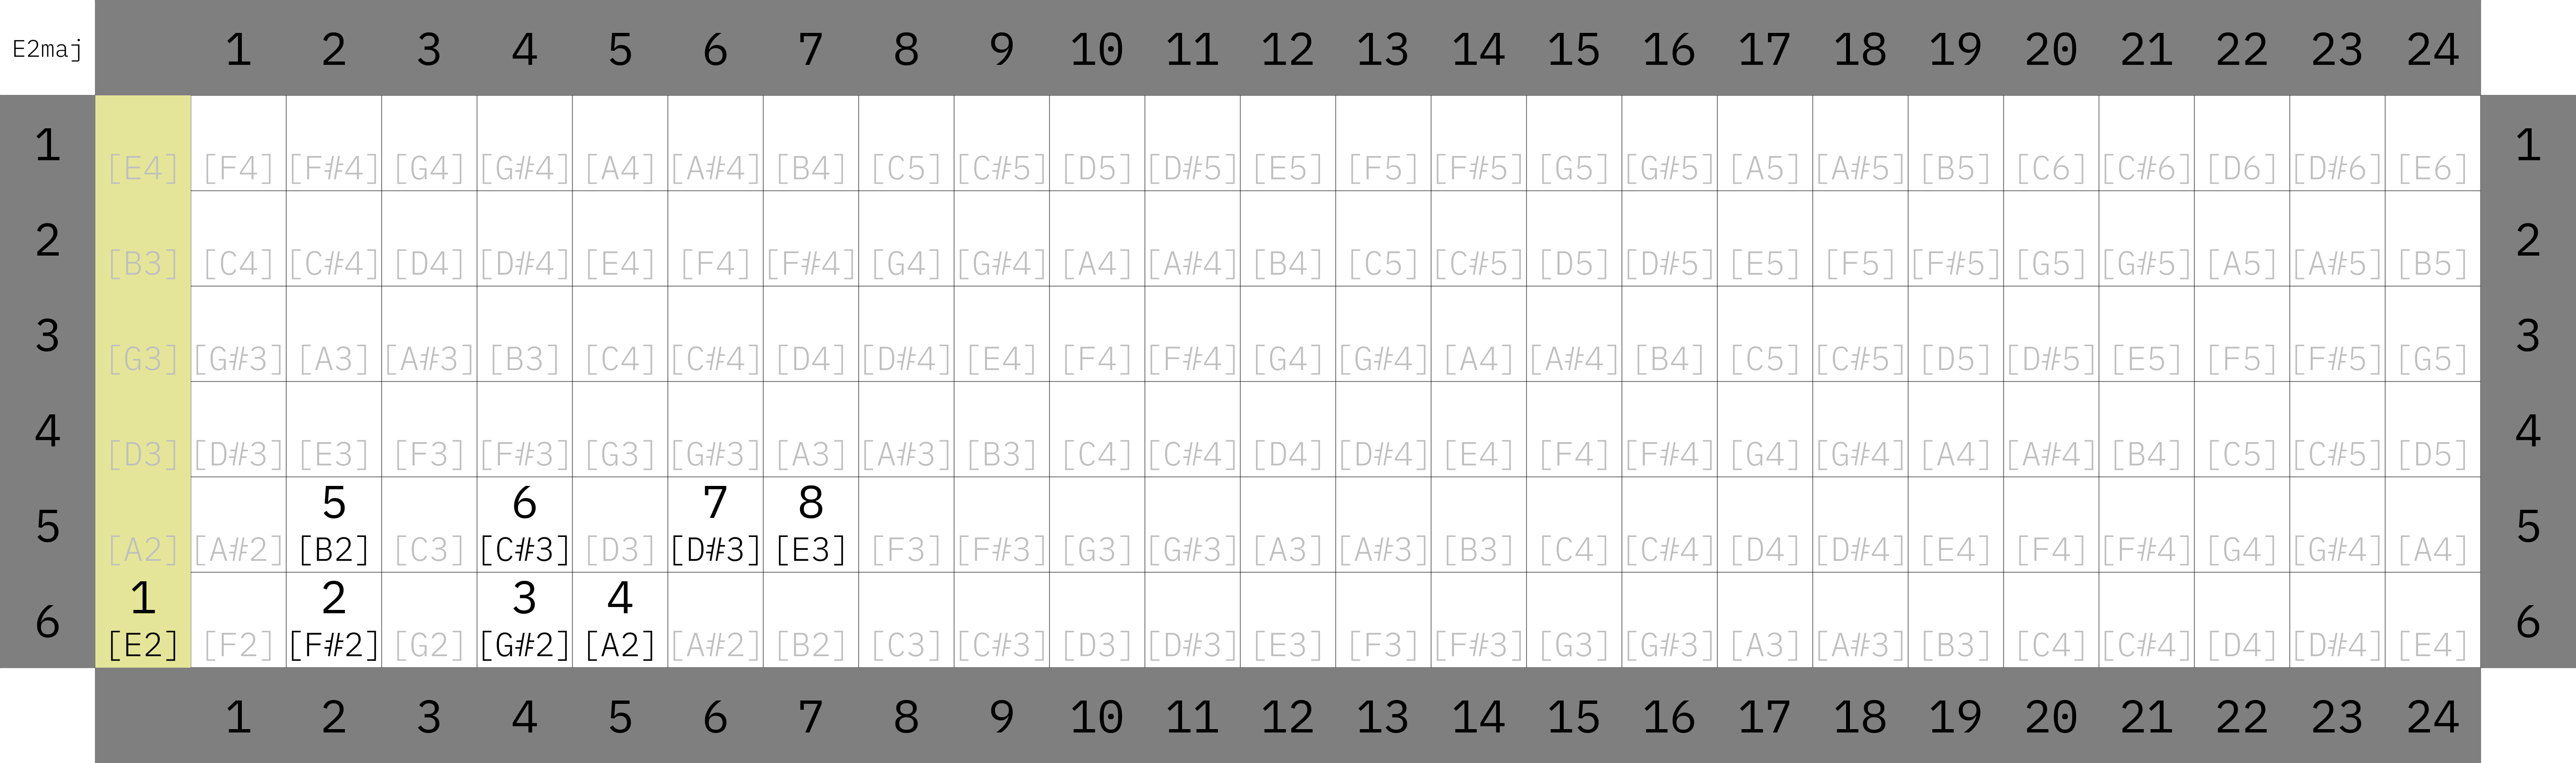 E2maj 1 2 3 4 5 6 7 8 9 10 11 12 13 14 15 16 17 18 19 20 21 22 23 24
1 [E4] [F4] [F#4] [G4] [G#4] [A4] [A#4] [B4] [C5] [C#5] [D5] [D#5] [E5] [F5] [F#5] [G5] [G#5] [A5] [A#5] [B5] [C6] [C#6] [D6] [D#6] [E6] 1
2 [B3] [C4] [C#4] [D4] [D#4] [E4] [F4] [F#4] [G4] [G#4] [A4] [A#4] [B4] [C5] [C#5] [D5] [D#5] [E5] [F5] [F#5] [G5] [G#5] [A5] [A#5] [B5] 2
3 [G3] [G#3] [A3] [A#3] [B3] [C4] [C#4] [D4] [D#4] [E4] [F4] [F#4] [G4] [G#4] [A4] [A#4] [B4] [C5] [C#5] [D5] [D#5] [E5] [F5] [F#5] [G5] 3
4 [D3] [D#3] [E3] [F3] [F#3] [G3] [G#3] [A3] [A#3] [B3] [C4] [C#4] [D4] [D#4] [E4] [F4] [F#4] [G4] [G#4] [A4] [A#4] [B4] [C5] [C#5] [D5] 4
5 6 7 8
5 [A2] [A#2] [B2] [C3] [C#3] [D3] [D#3] [E3] [F3] [F#3] [G3] [G#3] [A3] [A#3] [B3] [C4] [C#4] [D4] [D#4] [E4] [F4] [F#4] [G4] [G#4] [A4] 5
1 2 3 4
6 [E2] [F2] [F#2] [G2] [G#2] [A2] [A#2] [B2] [C3] [C#3] [D3] [D#3] [E3] [F3] [F#3] [G3] [G#3] [A3] [A#3] [B3] [C4] [C#4] [D4] [D#4] [E4] 6
1 2 3 4 5 6 7 8 9 10 11 12 13 14 15 16 17 18 19 20 21 22 23 24